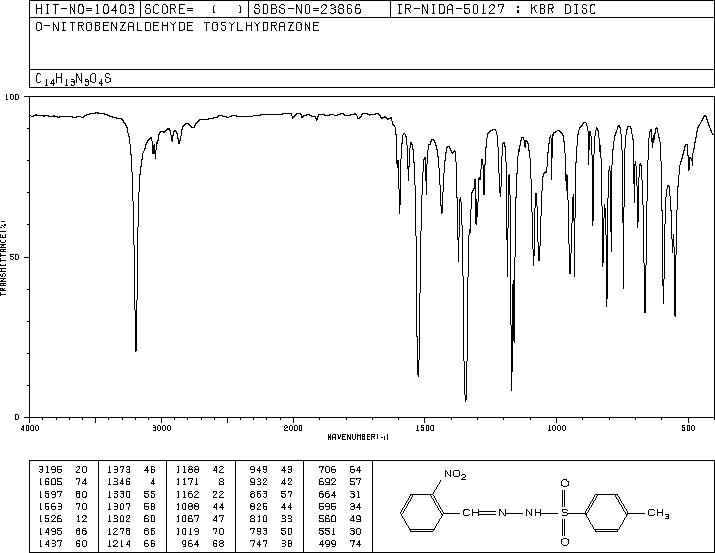 HIT-NO=10403 SCORE= ( ) SDBS-NO=23866 IR-NIDA-50127 : KBR DISC
O-NITROBENZALDEHYDE TOSYLHYDRAZONE
C14H13N3O4S
100
50
0
TRANSMITTANCE(%)
4000 3000 2000 1500 1000 500
WAVENUMBER(-1)
3195 20 1373 46 1188 42 949 43 706 64
1605 74 1346 4 1171 8 932 42 692 57
1597 60 1330 55 1162 22 863 57 664 31
1563 70 1307 58 1088 44 826 44 595 34
1526 12 1302 60 1067 47 810 33 560 49
1495 66 1278 66 1019 70 793 50 551 30
1437 60 1214 66 964 68 747 38 499 74
NO2
O
CH=N-NH-S
CH3
O